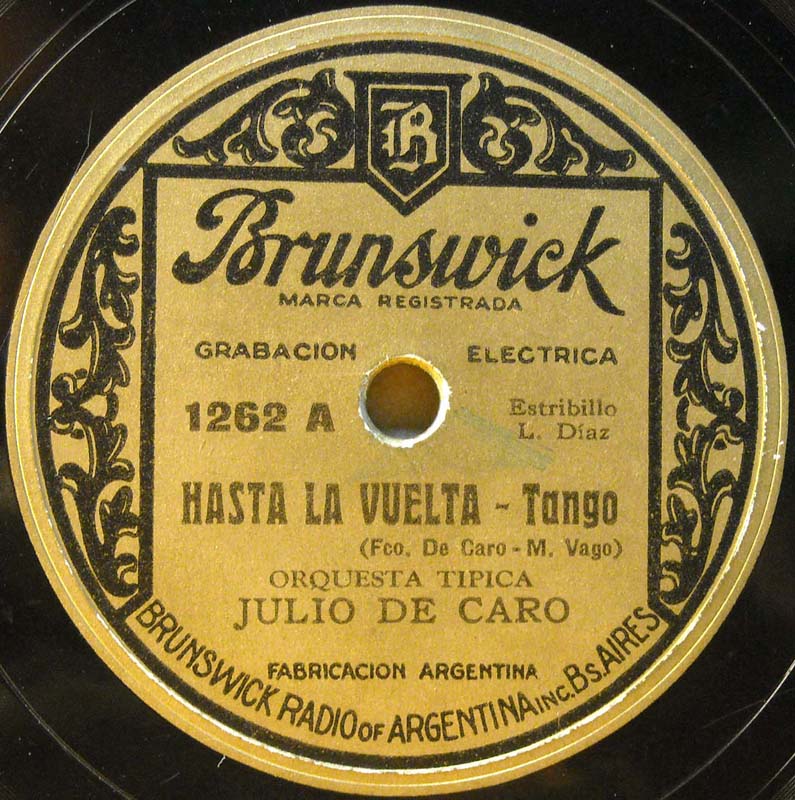 B
Brunswick
MARCA REGISTRADA
GRABACION ELECTRICA
1262 A
Estribillo
L. Díaz
HASTA LA VUELTA - Tango
(Fco. De Caro - M. Vago)
ORQUESTA TIPICA
JULIO DE CARO
FABRICACION ARGENTINA
BRUNSWICK RADIO OF ARGENTINA INC. Bs. AIRES